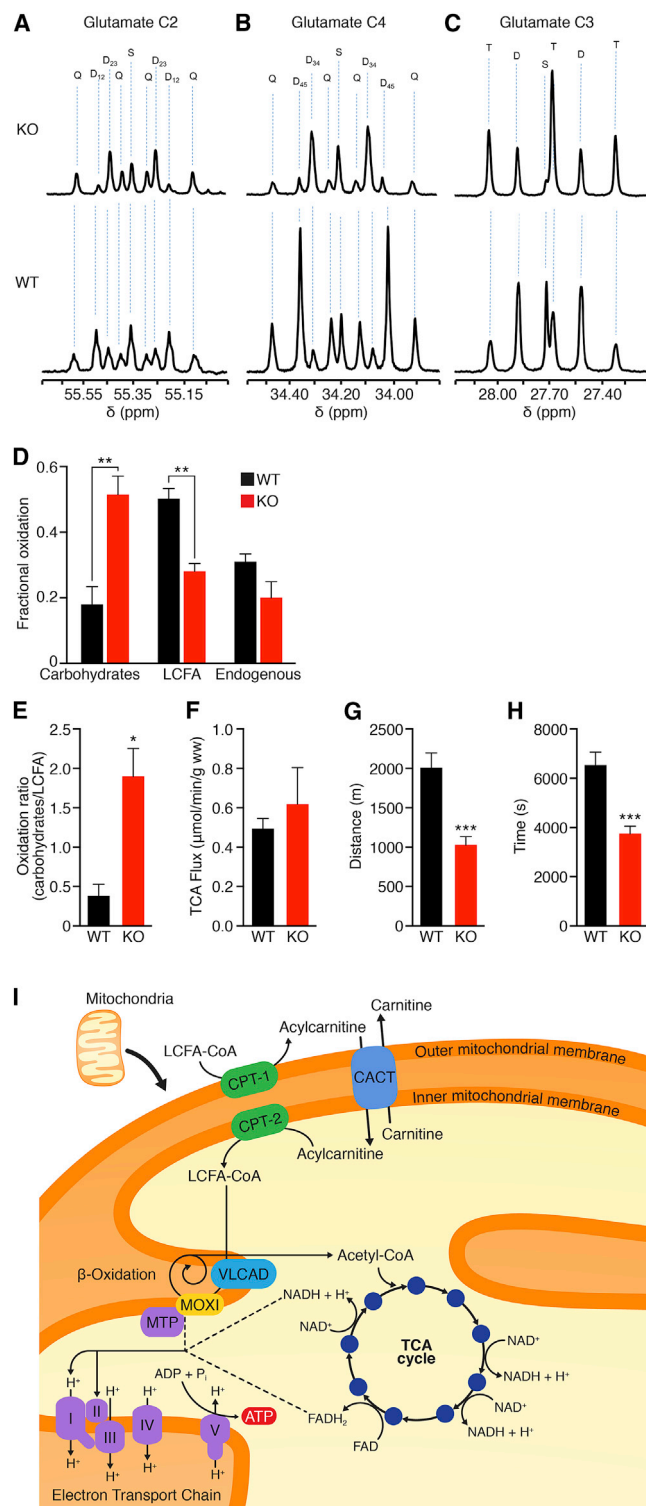 A Glutamate C2
B Glutamate C4
C Glutamate C3
KO
Q D12 D23 Q S Q D23 D12 Q
Q D45 D34 Q S Q D34 D45 Q
T D S T D T
WT
55.55 55.35 55.15
δ (ppm)
34.40 34.20 34.00
δ (ppm)
28.00 27.70 27.40
δ (ppm)
D
Fractional oxidation
0.6
0.4
0.2
0
** **
WT
KO
Carbohydrates LCFA Endogenous
E
Oxidation ratio
(carbohydrates/LCFA)
2.5
2.0
1.5
1.0
0.5
0
*
WT KO
F
TCA Flux (μmol/min/g ww)
1.0
0.8
0.6
0.4
0.2
0.0
WT KO
G
Distance (m)
2500
2000
1500
1000
500
0
***
WT KO
H
Time (s)
8000
6000
4000
2000
0
***
WT KO
I
Mitochondria
LCFA-CoA
Acylcarnitine
Carnitine
CPT-1
CACT
Outer mitochondrial membrane
Inner mitochondrial membrane
CPT-2
Carnitine
Acylcarnitine
LCFA-CoA
Acetyl-CoA
β-Oxidation
VLCAD
MOXI
MTP
NADH + H⁺
NAD⁺
TCA
cycle
NAD⁺
NADH + H⁺
NAD⁺
NADH + H⁺
FADH₂
FAD
ADP + Pᵢ
ATP
H⁺ H⁺ H⁺ H⁺
I II III IV V
H⁺ H⁺ H⁺ H⁺
Electron Transport Chain